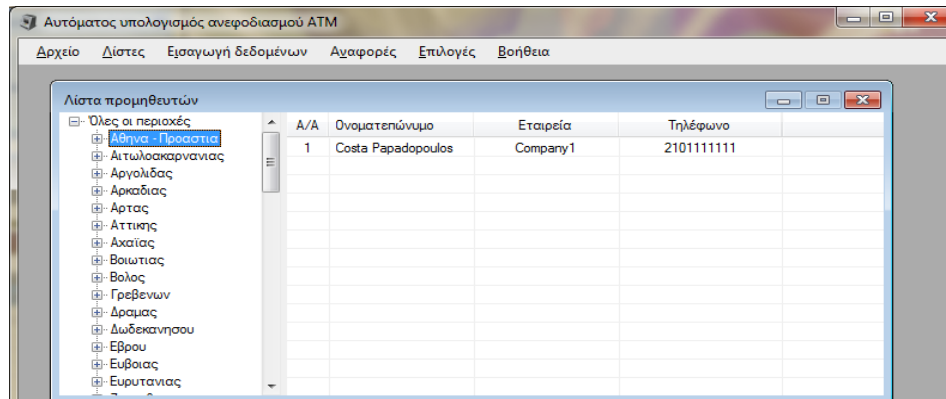 Αυτόματος υπολογισμός ανεφοδιασμού ATM
Αρχείο Λίστες Εισαγωγή δεδομένων Αναφορές Επιλογές Βοήθεια
Λίστα προμηθευτών
Όλες οι περιοχές
Αθηνα - Προαστια
Αιτωλοακαρνανιας
Αργολιδας
Αρκαδιας
Αρτας
Αττικης
Αχαϊας
Βοιωτιας
Βολος
Γρεβενων
Δραμας
Δωδεκανησου
Εβρου
Ευβοιας
Ευρυτανιας
Α/Α Ονοματεπώνυμο Εταιρεία Τηλέφωνο
1 Costa Papadopoulos Company1 2101111111